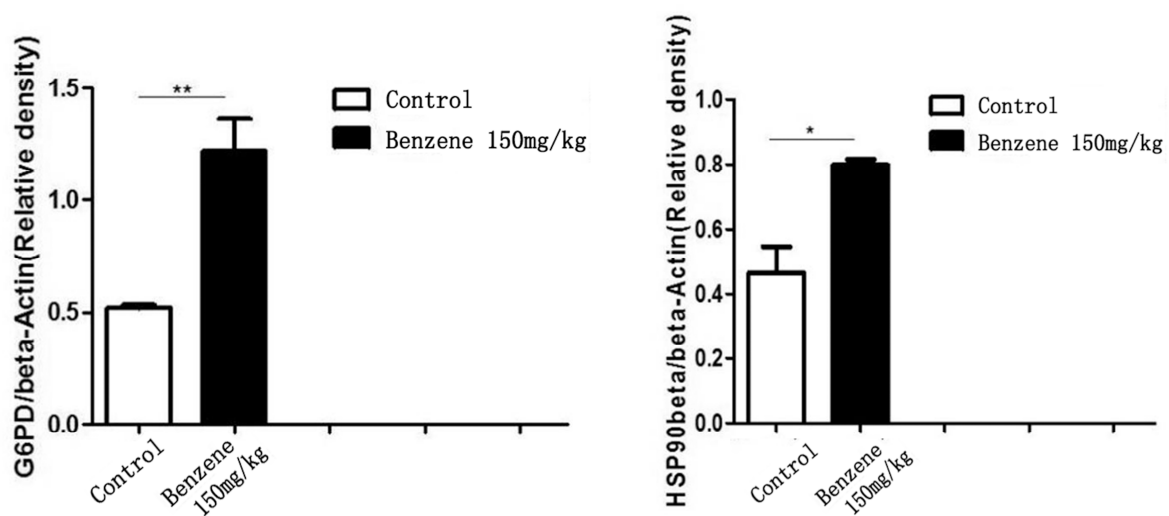 G6PD/beta-Actin(Relative density)
1.5
1.0
0.5
0.0
**
Control
Benzene 150mg/kg
Control
Benzene
150mg/kg
HSP90beta/beta-Actin(Relative density)
1.0
0.8
0.6
0.4
0.2
0.0
*
Control
Benzene 150mg/kg
Control
Benzene
150mg/kg